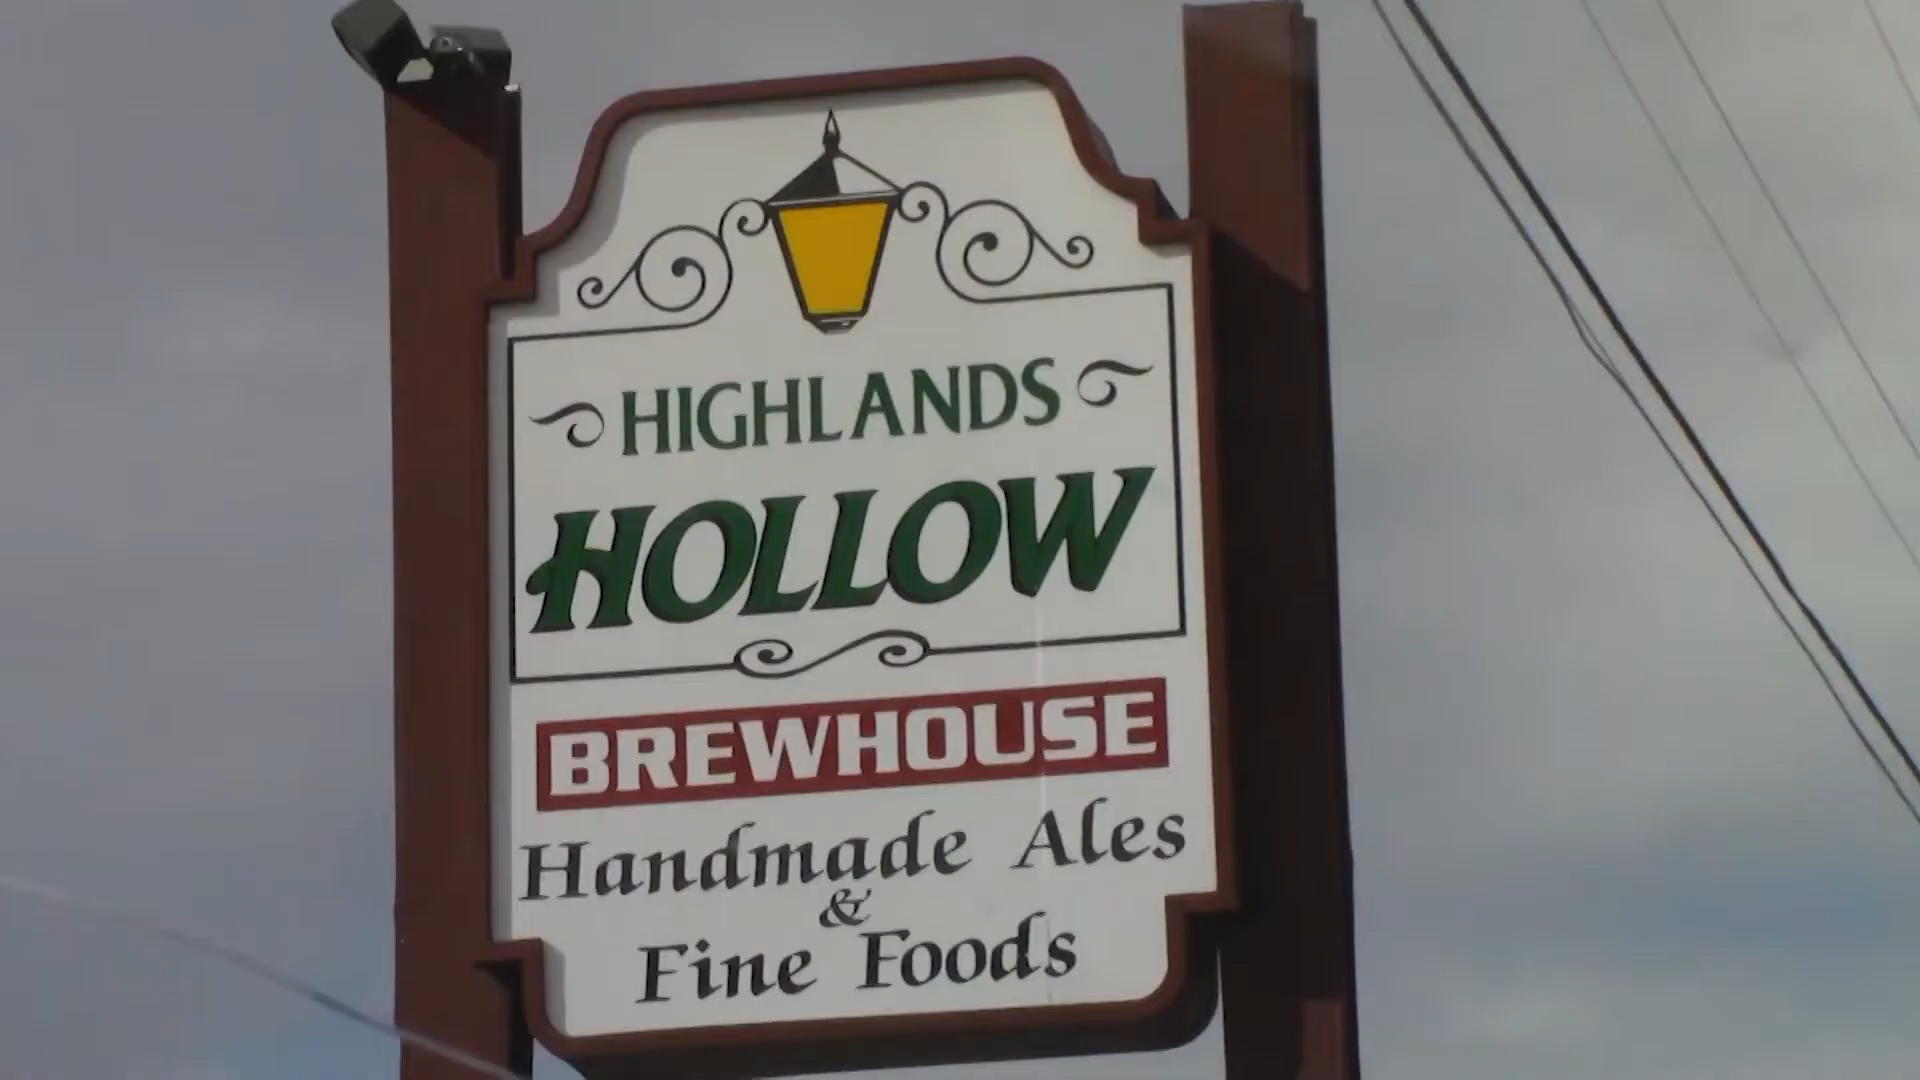 HIGHLANDS
HOLLOW
BREWHOUSE
Handmade Ales
&
Fine Foods